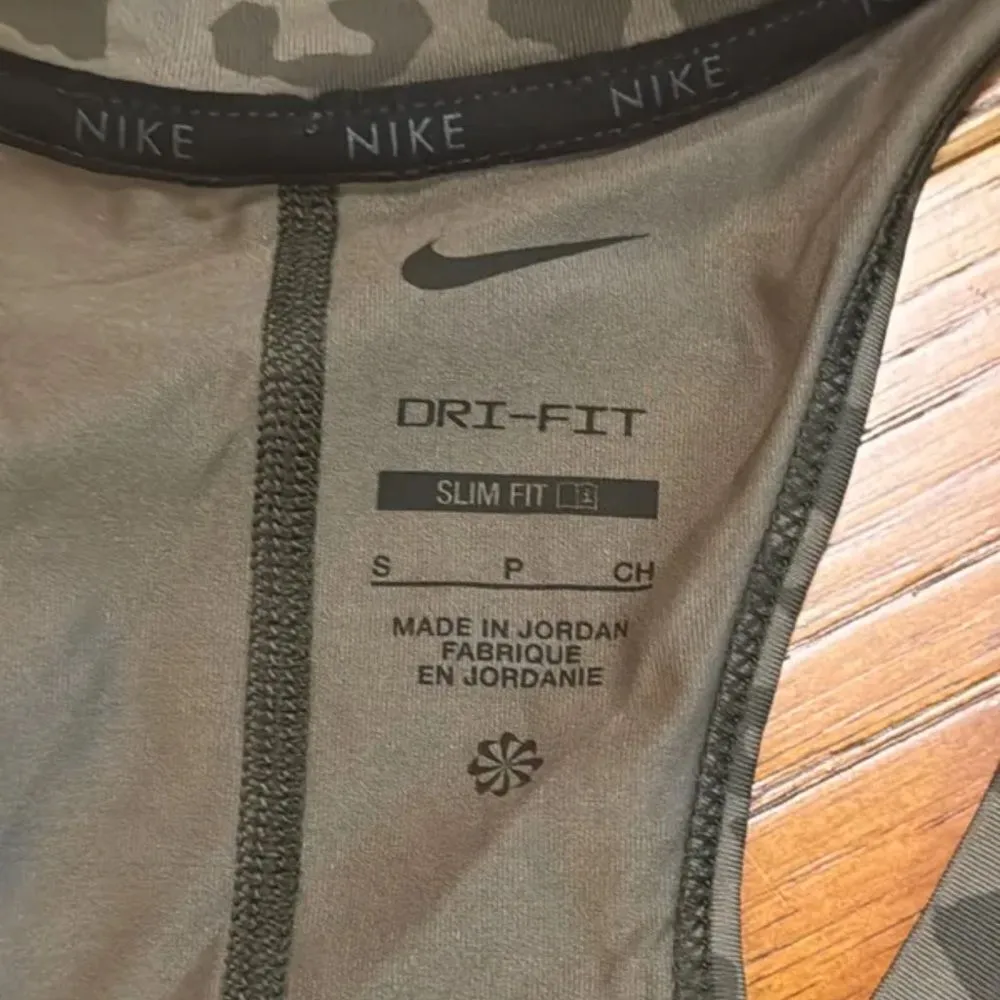 NIKE NIKE NIKE
DRI-FIT
SLIM FIT
S P CH
MADE IN JORDAN
FABRIQUE
EN JORDANIE